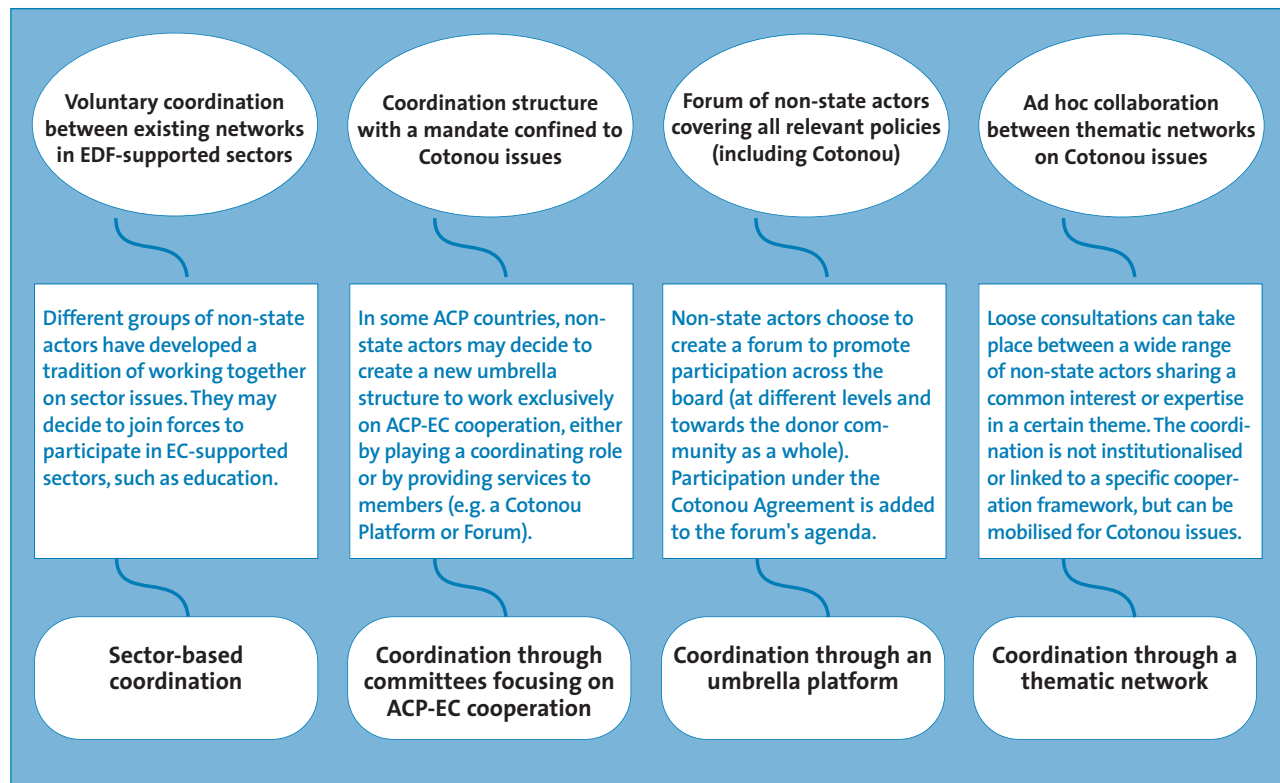 Voluntary coordination
between existing networks
in EDF-supported sectors
Coordination structure
with a mandate confined to
Cotonou issues
Forum of non-state actors
covering all relevant policies
(including Cotonou)
Ad hoc collaboration
between thematic networks
on Cotonou issues
Different groups of non-state
actors have developed a
tradition of working together
on sector issues. They may
decide to join forces to
participate in EC-supported
sectors, such as education.
In some ACP countries, non-
state actors may decide to
create a new umbrella
structure to work exclusively
on ACP-EC cooperation, either
by playing a coordinating role
or by providing services to
members (e.g. a Cotonou
Platform or Forum).
Non-state actors choose to
create a forum to promote
participation across the
board (at different levels and
towards the donor com-
munity as a whole).
Participation under the
Cotonou Agreement is added
to the forum's agenda.
Loose consultations can take
place between a wide range
of non-state actors sharing a
common interest or expertise
in a certain theme. The coordi-
nation is not institutionalised
or linked to a specific cooper-
ation framework, but can be
mobilised for Cotonou issues.
Sector-based
coordination
Coordination through
committees focusing on
ACP-EC cooperation
Coordination through an
umbrella platform
Coordination through a
thematic network